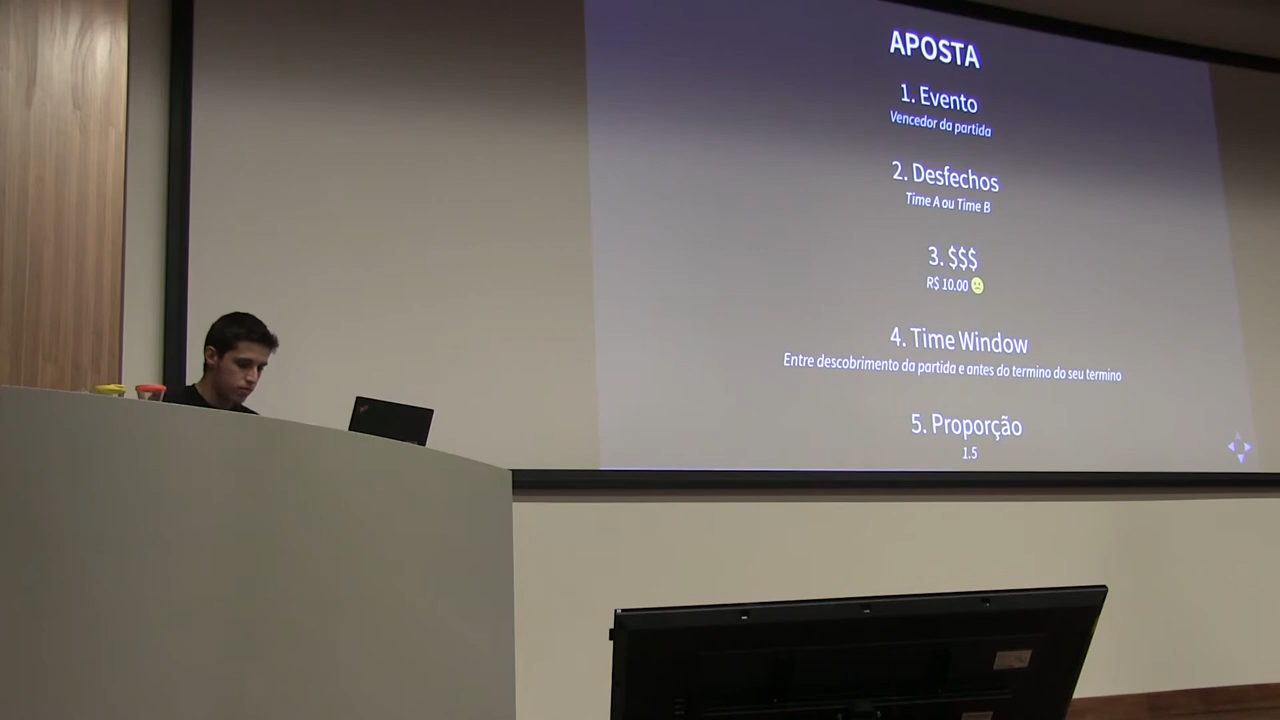 APOSTA
1. Evento
Vencedor da partida
2. Desfechos
Time A ou Time B
3. $$$
R$ 10.00
4. Time Window
Entre descobrimento da partida e antes do termino do seu termino
5. Proporção
1.5